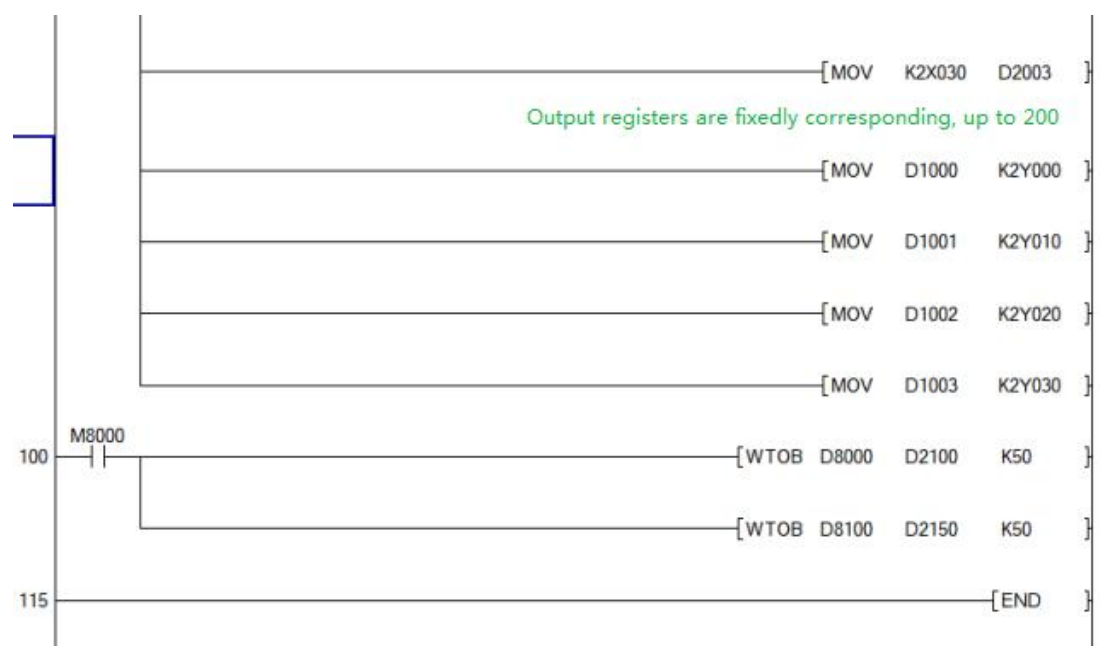 [MOV K2X030 D2003 ]
Output registers are fixedly corresponding, up to 200
[MOV D1000 K2Y000 ]
[MOV D1001 K2Y010 ]
[MOV D1002 K2Y020 ]
[MOV D1003 K2Y030 ]
M8000
100 [WTOB D8000 D2100 K50 ]
[WTOB D8100 D2150 K50 ]
115 [END ]